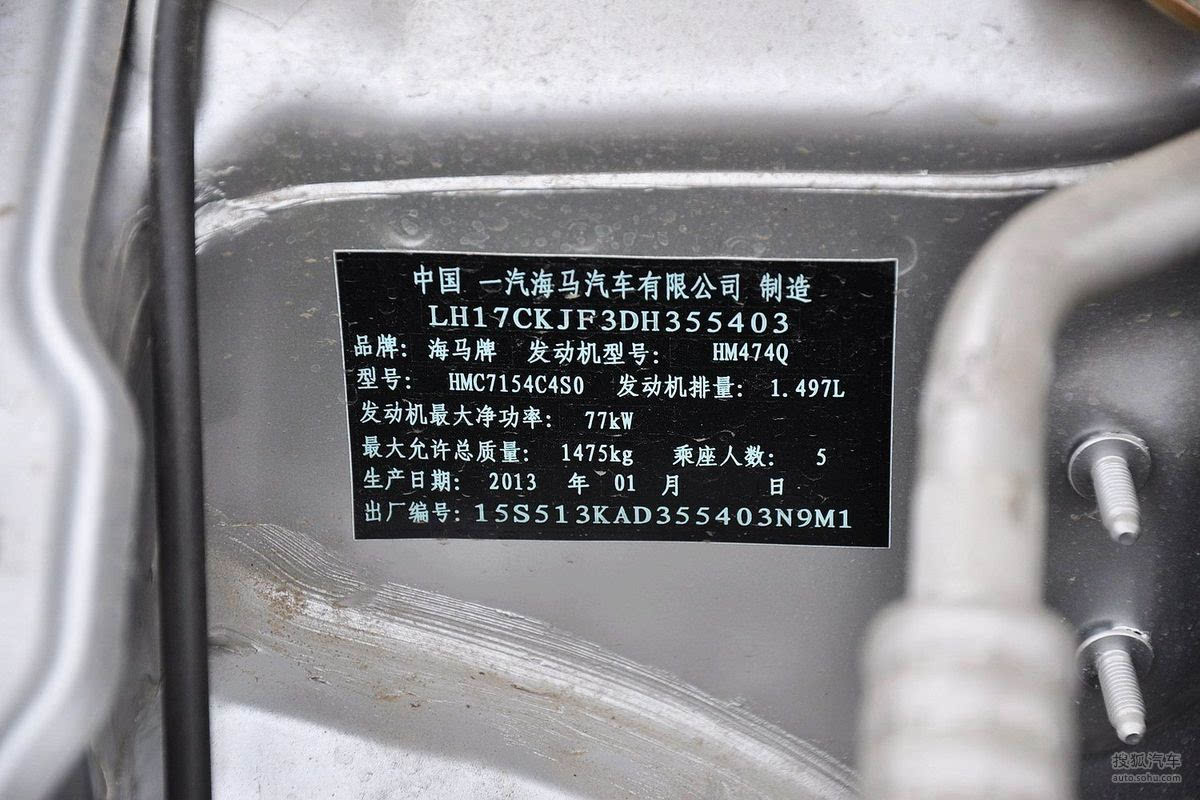 中国 一汽海马汽车有限公司 制造
LH17CKJF3DH355403
品牌: 海马牌 发动机型号: HM474Q
型号: HMC7154C4S0 发动机排量: 1.497L
发动机最大净功率: 77kW
最大允许总质量: 1475kg 乘座人数: 5
生产日期: 2013 年 01 月 日
出厂编号: 15S513KAD355403N9M1
搜狐汽车
auto.sohu.com